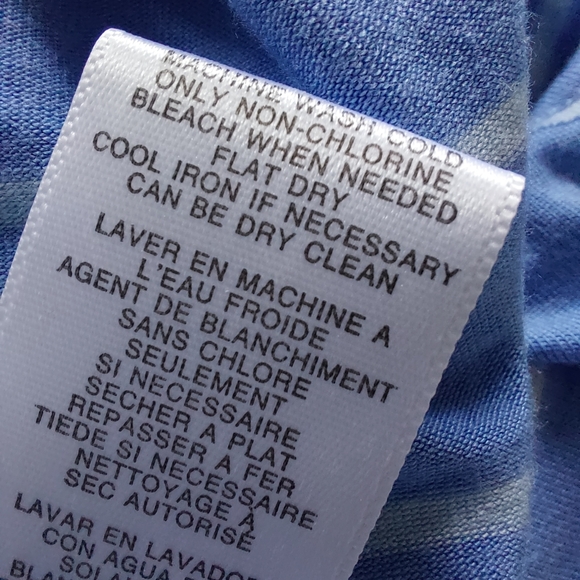 MACHINE WASH COLD
ONLY NON-CHLORINE
BLEACH WHEN NEEDED
FLAT DRY
COOL IRON IF NECESSARY
CAN BE DRY CLEAN
LAVER EN MACHINE A
L'EAU FROIDE
AGENT DE BLANCHIMENT
SANS CHLORE
SEULEMENT
SI NECESSAIRE
SECHER A PLAT
REPASSER A FER
TIEDE SI NECESSAIRE
NETTOYAGE À
SEC AUTORISÉ
LAVAR EN LAVADO
CON AGUA